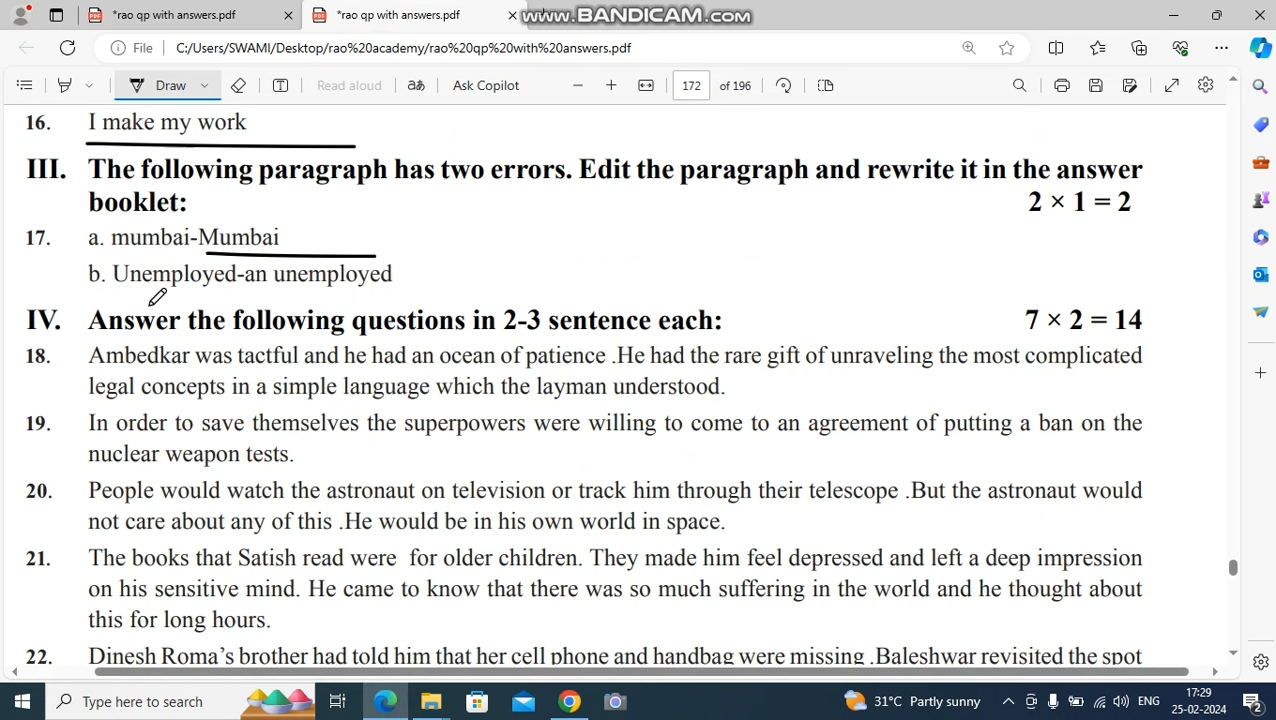 *rao qp with answers.pdf
*rao qp with answers.pdf
www.BANDICAM.com
File C:/Users/SWAMI/Desktop/rao%20academy/rao%20qp%20with%20answers.pdf
Draw Read aloud aあ Ask Copilot 172 of 196
16. I make my work
III. The following paragraph has two errors. Edit the paragraph and rewrite it in the answer
booklet: 2 × 1 = 2
17. a. mumbai-Mumbai
b. Unemployed-an unemployed
IV. Answer the following questions in 2-3 sentence each: 7 × 2 = 14
18. Ambedkar was tactful and he had an ocean of patience .He had the rare gift of unraveling the most complicated
legal concepts in a simple language which the layman understood.
19. In order to save themselves the superpowers were willing to come to an agreement of putting a ban on the
nuclear weapon tests.
20. People would watch the astronaut on television or track him through their telescope .But the astronaut would
not care about any of this .He would be in his own world in space.
21. The books that Satish read were for older children. They made him feel depressed and left a deep impression
on his sensitive mind. He came to know that there was so much suffering in the world and he thought about
this for long hours.
22. Dinesh Roma's brother had told him that her cell phone and handbag were missing .Baleshwar revisited the spot
Type here to search
31°C Partly sunny
ENG
17:29
25-02-2024
2